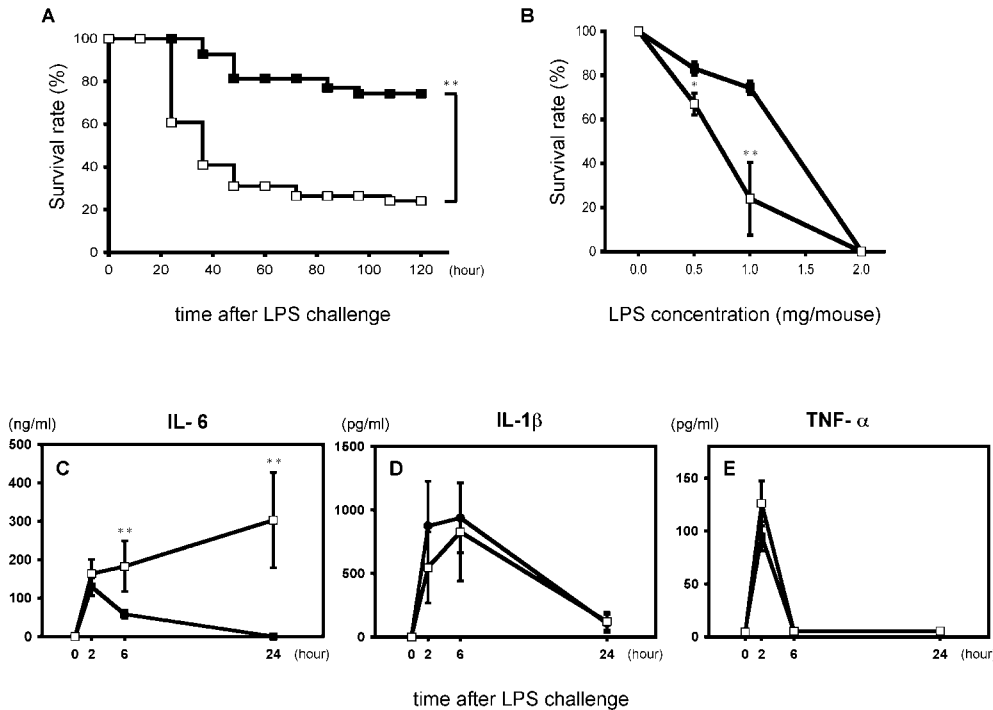 A
Survival rate (%)
100
80
60
40
20
0
**
0 20 40 60 80 100 120 (hour)
time after LPS challenge
B
Survival rate (%)
100
80
60
40
20
0
*
**
0.0 0.5 1.0 1.5 2.0
LPS concentration (mg/mouse)
(ng/ml) IL- 6
500
400
300
200
100
0
C
**
**
0 2 6 24 (hour)
(pg/ml) IL-1β
1500
1000
500
0
D
0 2 6 24 (hour)
(pg/ml) TNF- α
150
100
50
0
E
0 2 6 24 (hour
time after LPS challenge